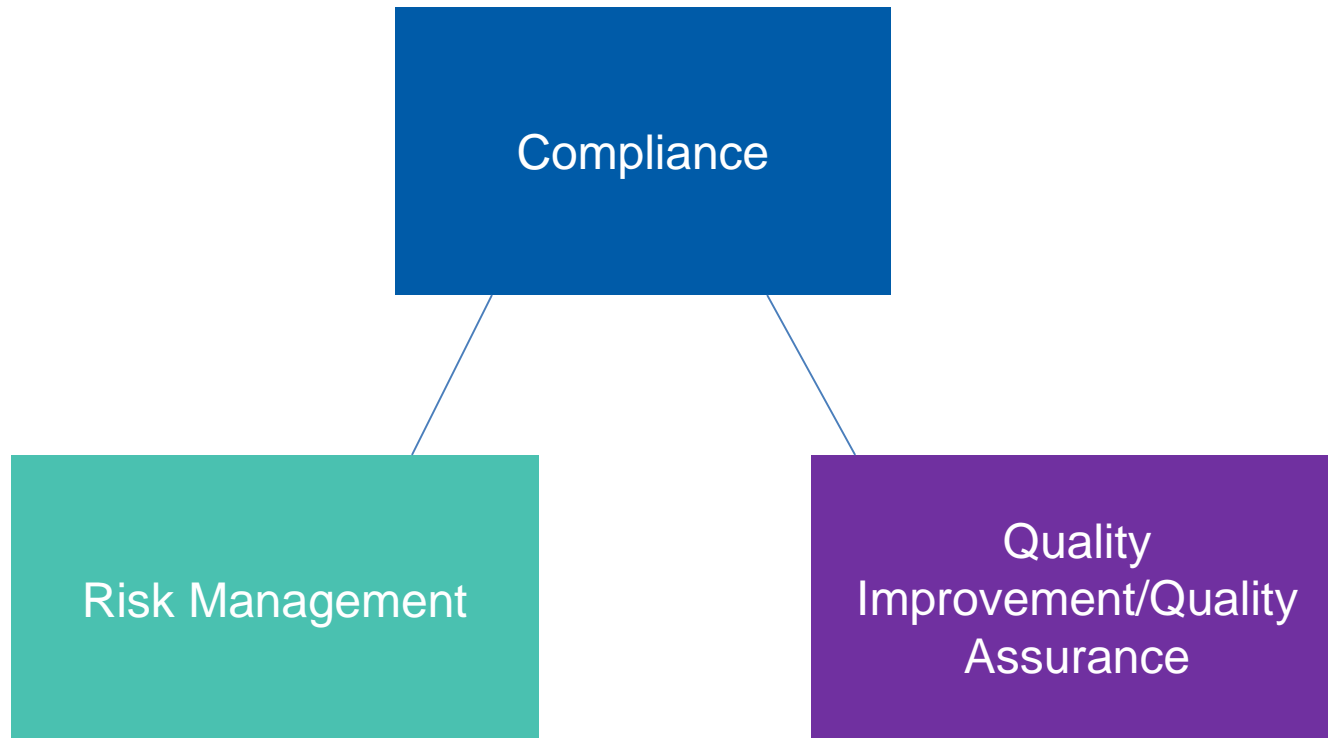 Compliance
Risk Management
Quality
Improvement/Quality
Assurance